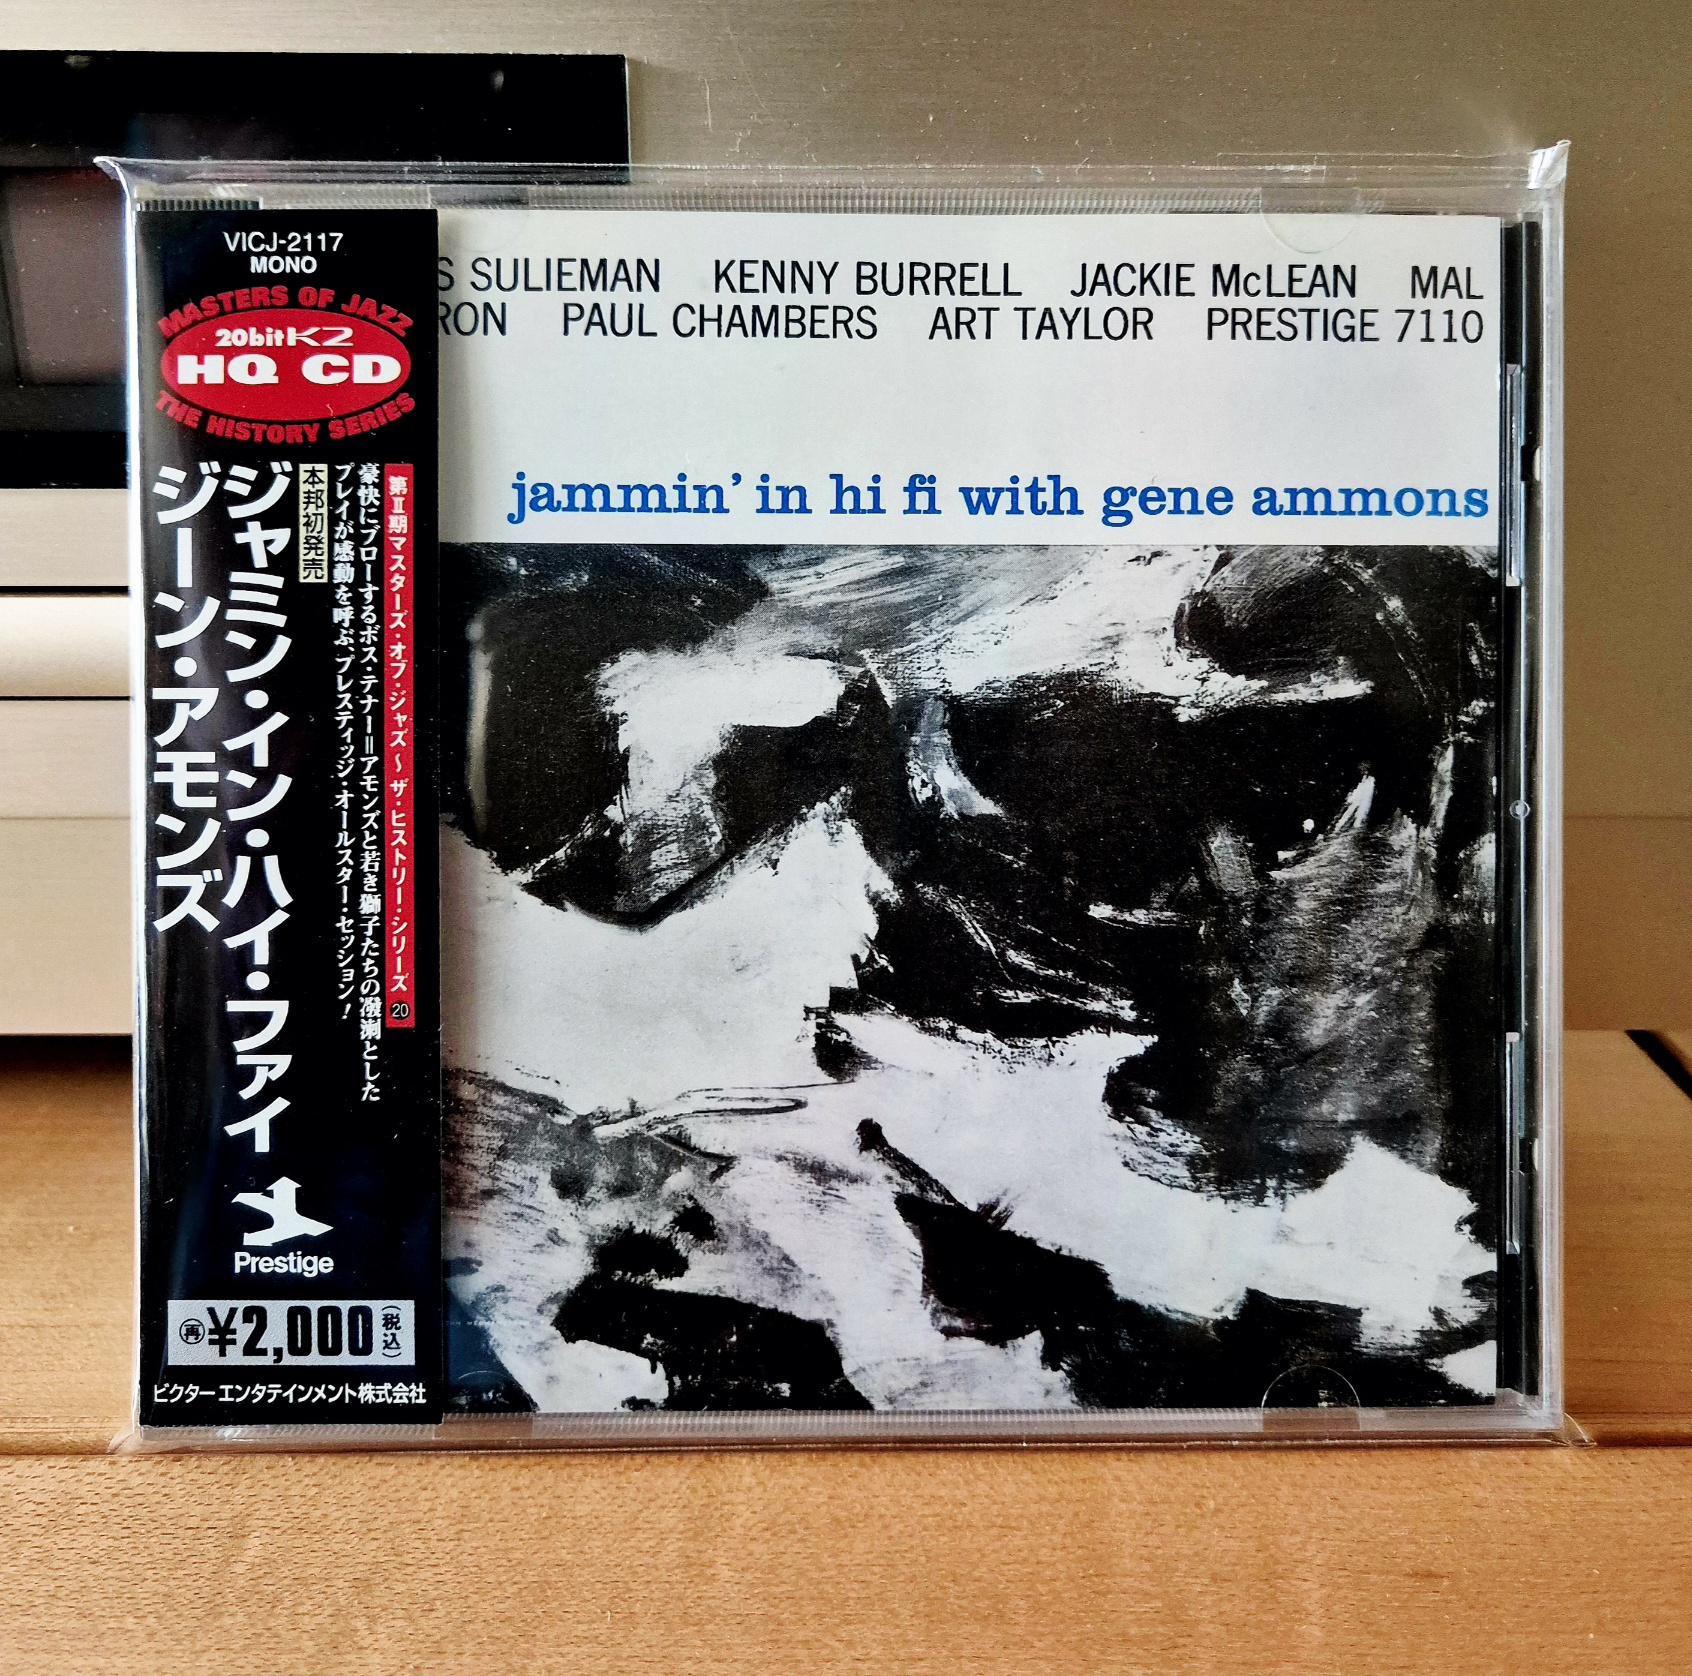 VICJ-2117
MONO
MASTERS OF JAZZ
20bitK2
HQ CD
THE HISTORY SERIES
第II期マスターズ・オブ・ジャズ〜ザ・ヒストリー・シリーズ⑳
豪快にブローするボス・テナー=アモンズと若き獅子たちの溌溂とした
プレイが感動を呼ぶ、プレスティッジ・オールスター・セッション!
本邦初発売
ジャミン・イン・ハイ・ファイ
ジーン・アモンズ
Prestige
再 ¥2,000 (税込)
ビクターエンタテインメント株式会社
S SULIEMAN KENNY BURRELL JACKIE McLEAN MAL
RON PAUL CHAMBERS ART TAYLOR PRESTIGE 7110
jammin' in hi fi with gene ammons